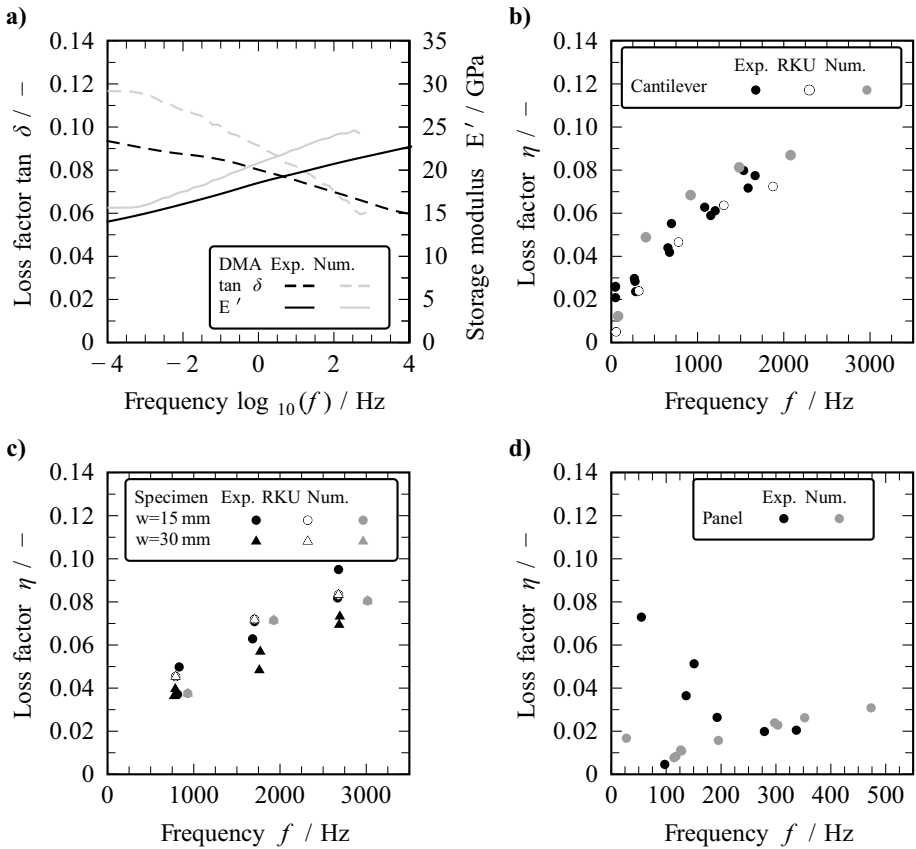 a)
0.14
0.12
0.10
0.08
0.06
0.04
0.02
0
Loss factor tan δ / −
35
30
25
20
15
10
5
0
Storage modulus E ′ / GPa
DMA Exp. Num.
tan δ
E ′
−4 −2 0 2 4
Frequency log 10(f) / Hz
b)
0.14
0.12
0.10
0.08
0.06
0.04
0.02
0
Loss factor η / −
Exp. RKU Num.
Cantilever
0 1000 2000 3000
Frequency f / Hz
c)
0.14
0.12
0.10
0.08
0.06
0.04
0.02
0
Loss factor η / −
Specimen Exp. RKU Num.
w=15 mm
w=30 mm
0 1000 2000 3000
Frequency f / Hz
d)
0.14
0.12
0.10
0.08
0.06
0.04
0.02
0
Loss factor η / −
Exp. Num.
Panel
0 100 200 300 400 500
Frequency f / Hz